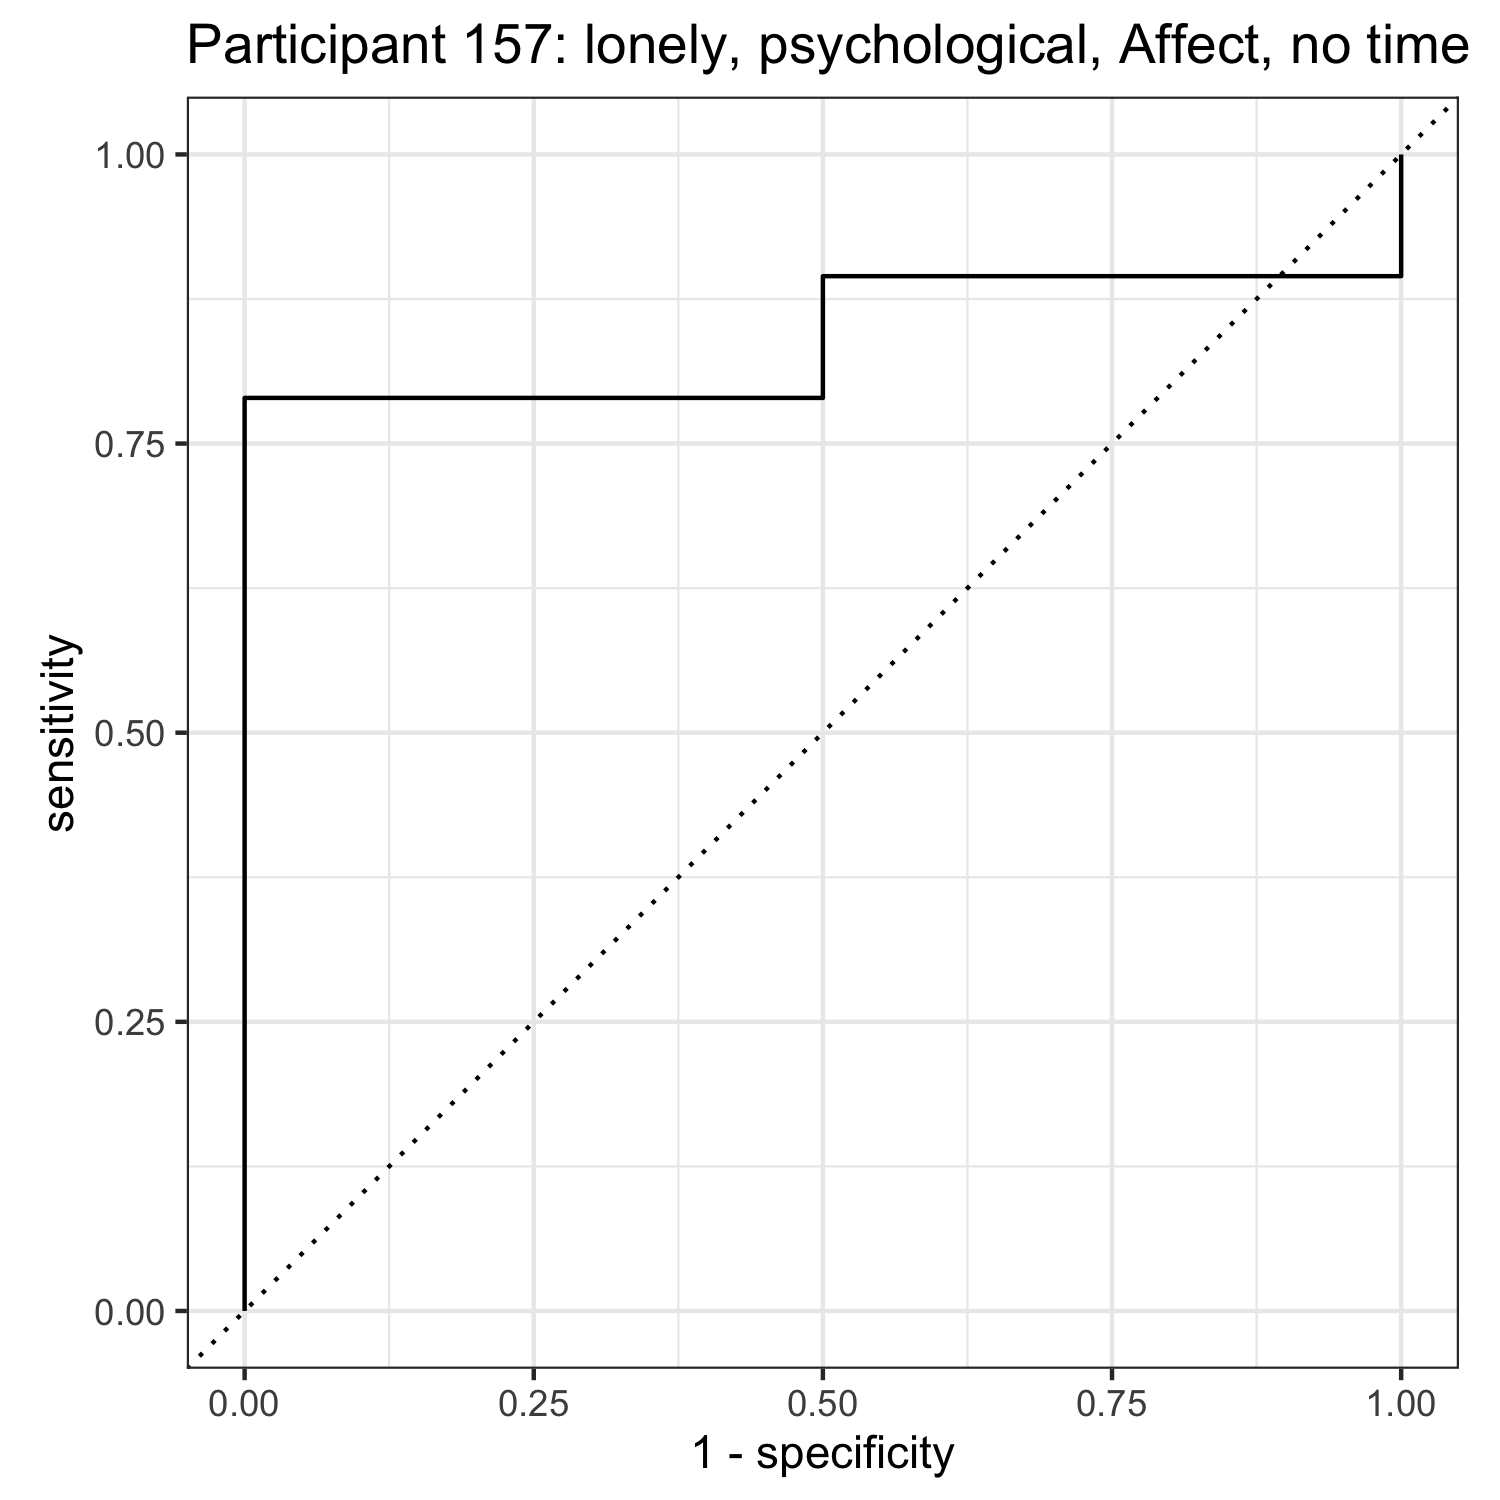 Participant 157: lonely, psychological, Affect, no time
1.00
0.75
0.50
0.25
0.00
sensitivity
0.00 0.25 0.50 0.75 1.00
1 - specificity